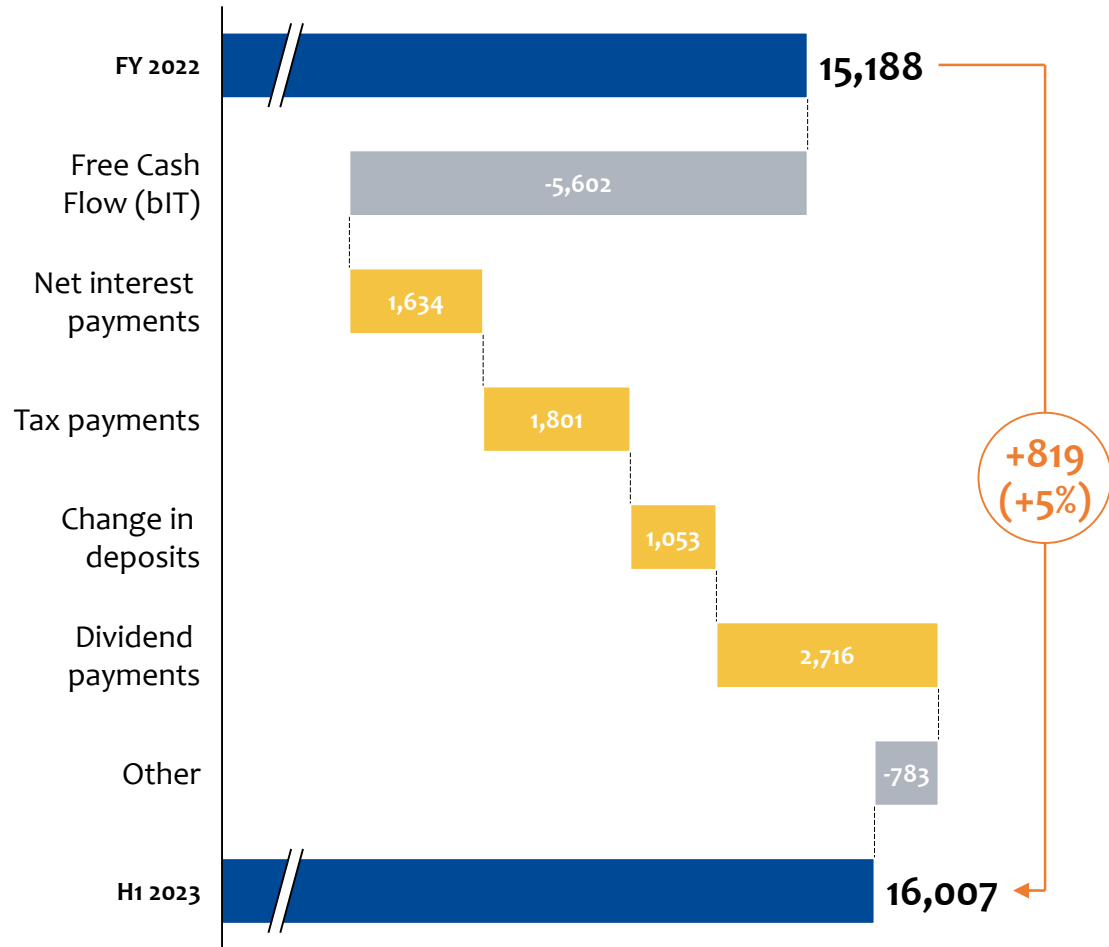 FY 2022
15,188
Free Cash
Flow (bIT)
-5,602
Net interest
payments
1,634
Tax payments
1,801
+819
(+5%)
Change in
deposits
1,053
Dividend
payments
2,716
Other
-783
H1 2023
16,007